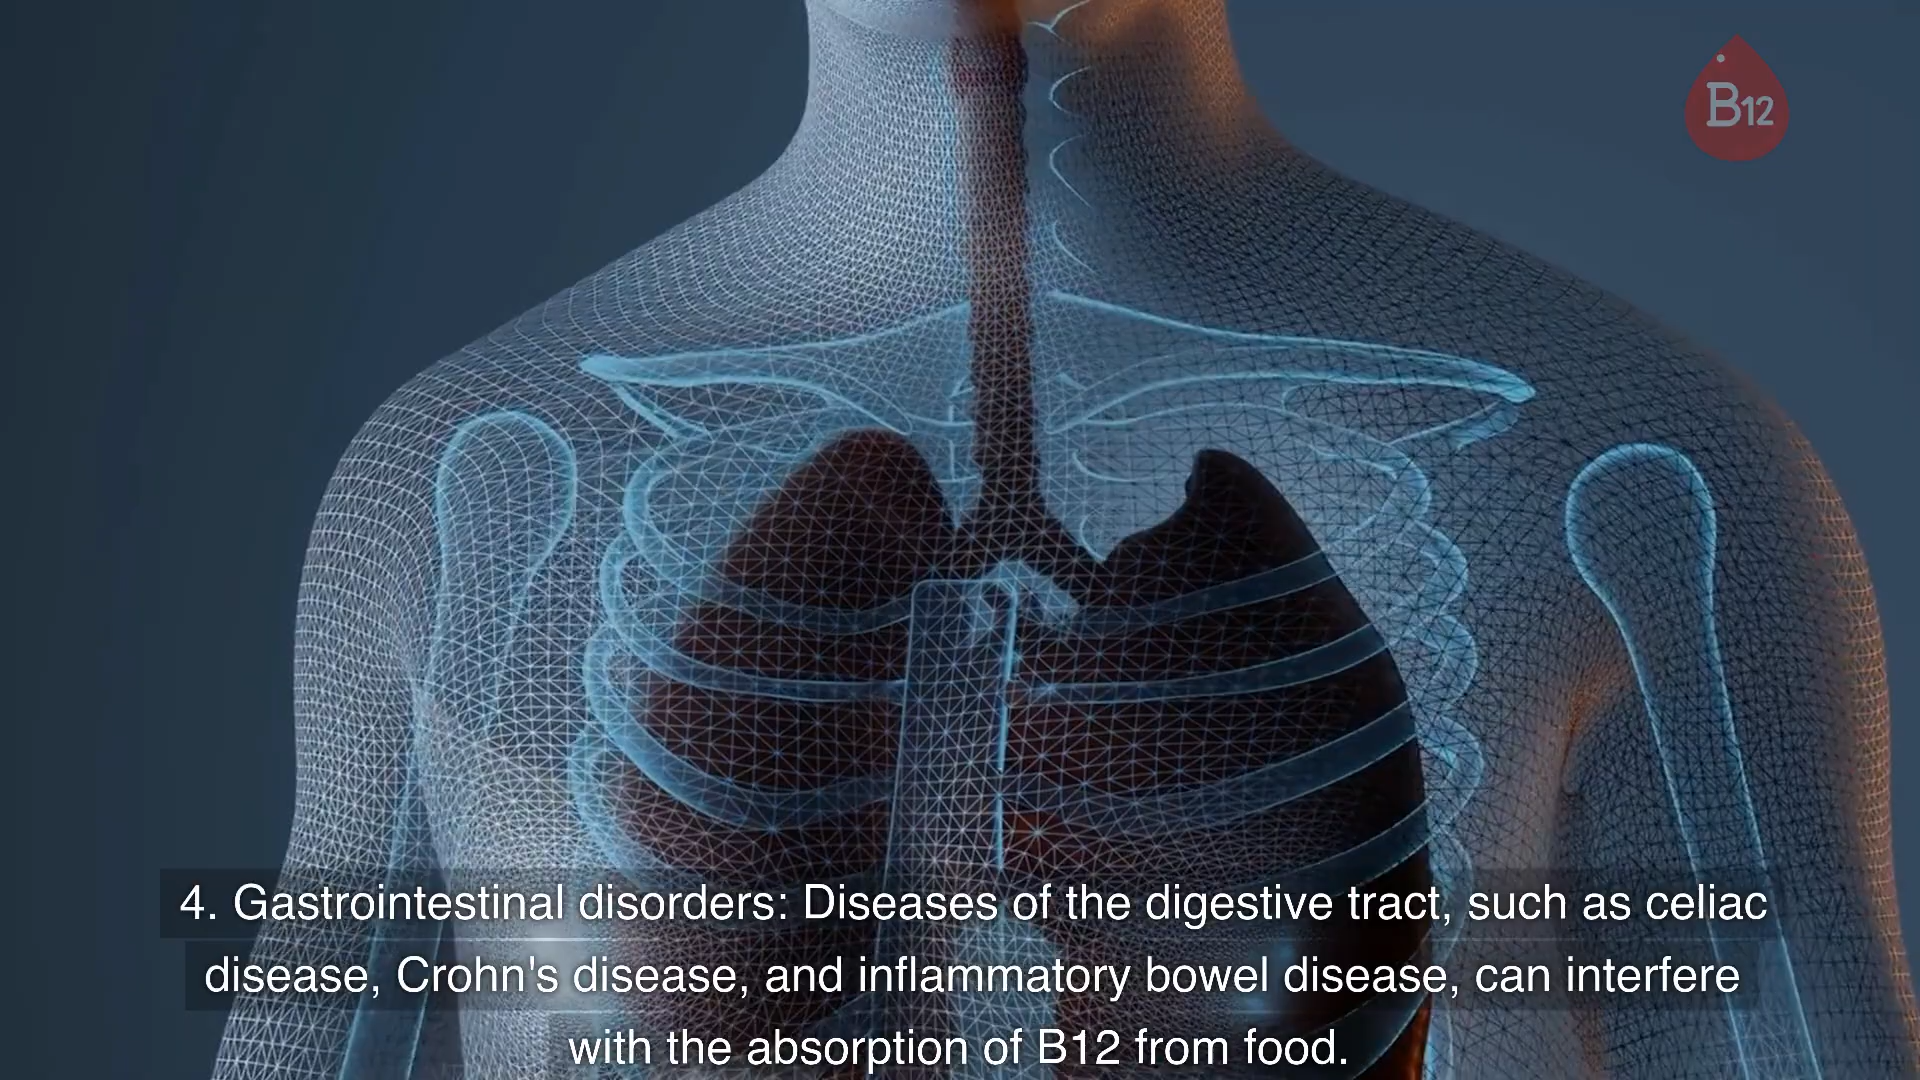 B12
4. Gastrointestinal disorders: Diseases of the digestive tract, such as celiac
disease, Crohn's disease, and inflammatory bowel disease, can interfere
with the absorption of B12 from food.